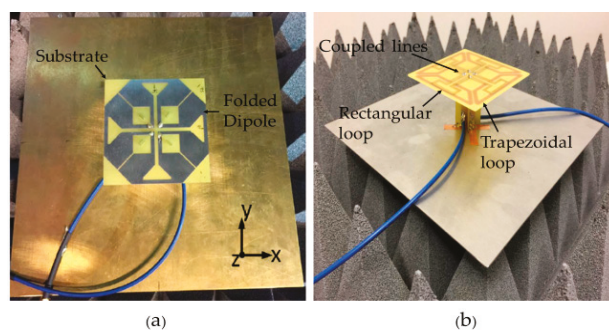 Substrate
Folded
Dipole
y
z
x
(a)
Coupled lines
Rectangular
loop
Trapezoidal
loop
(b)